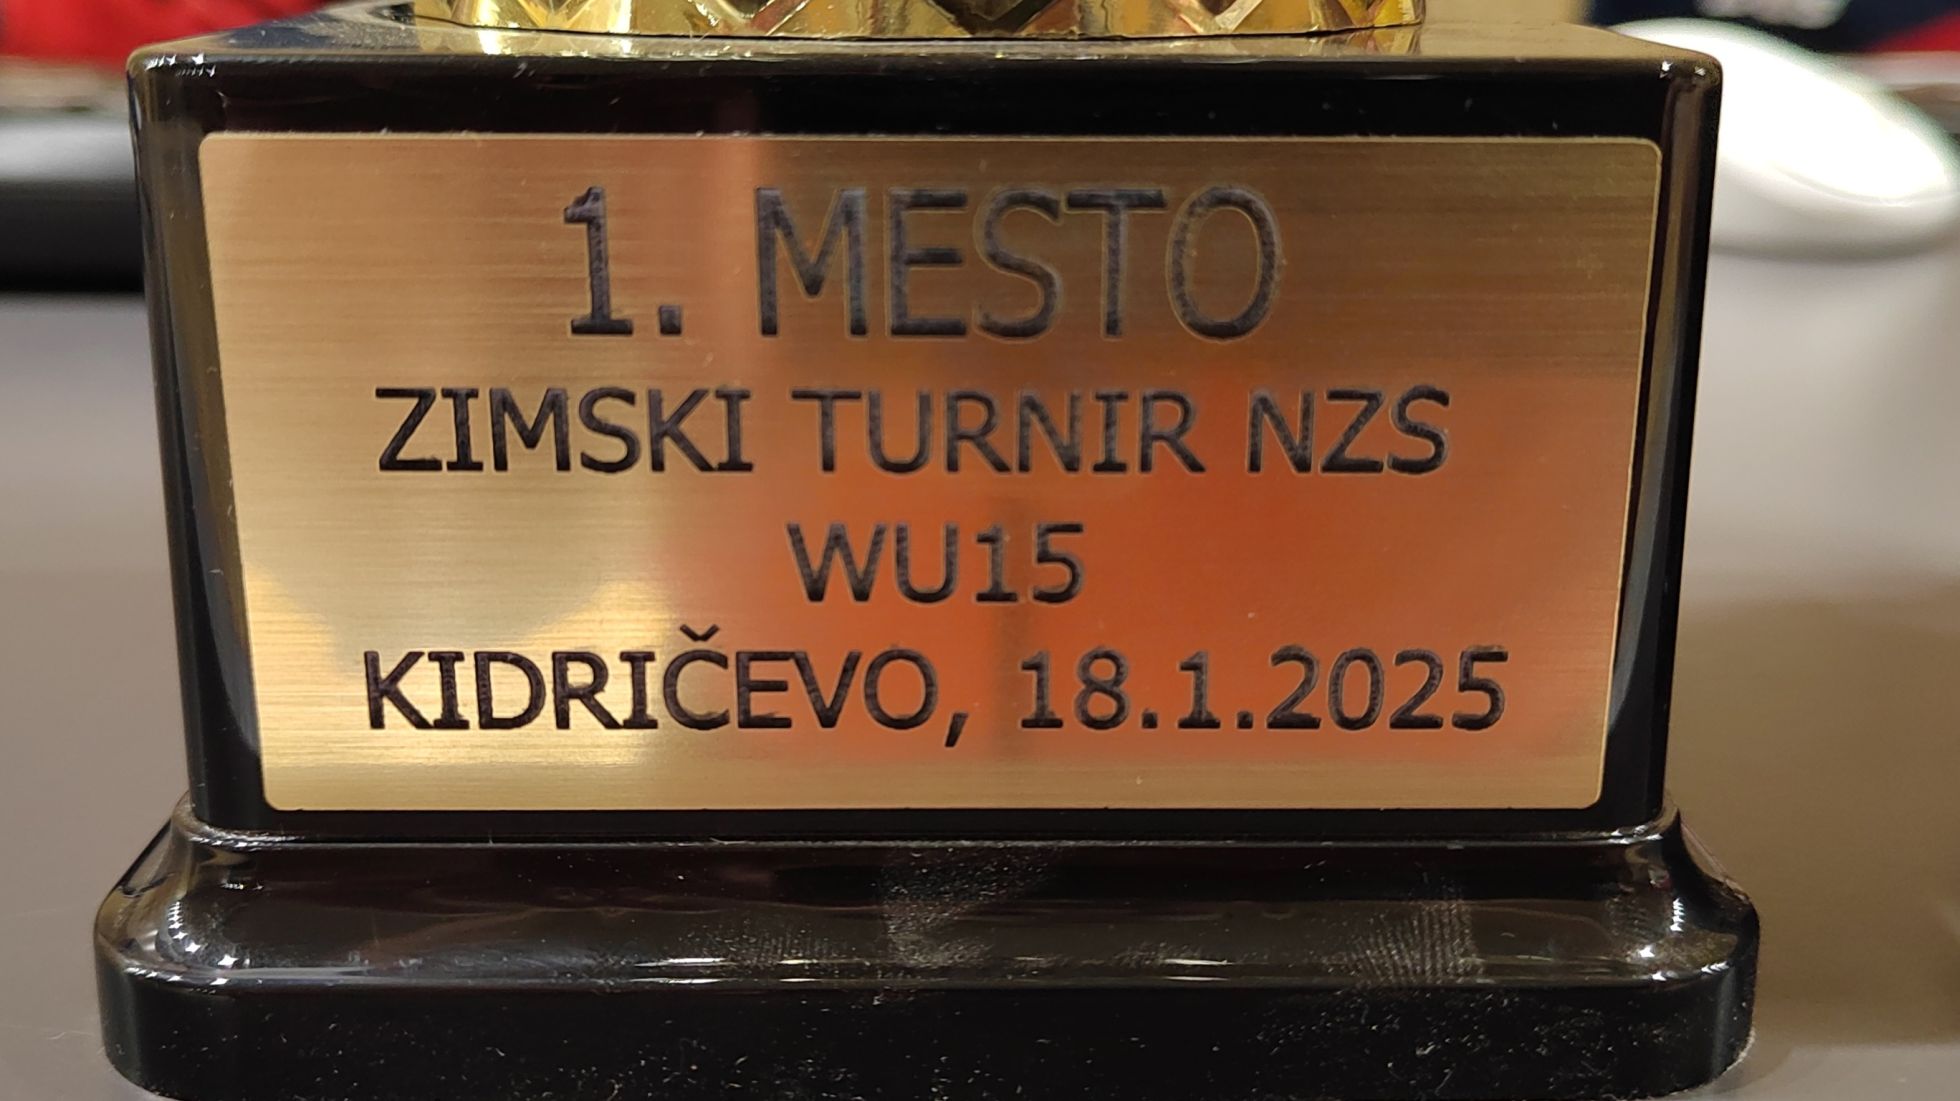 1. MESTO
ZIMSKI TURNIR NZS
WU15
KIDRIČEVO, 18.1.2025